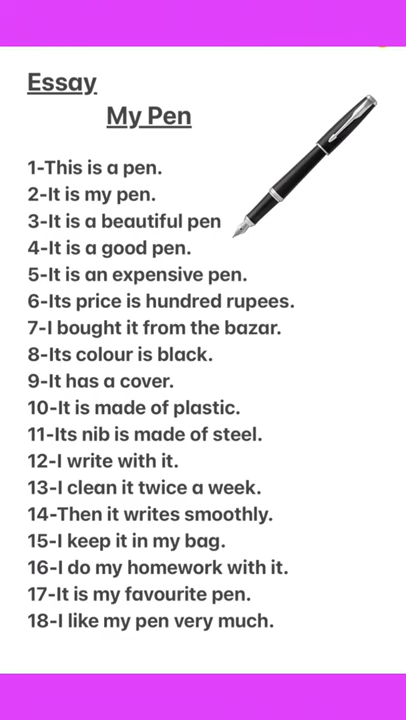 Essay
My Pen
1-This is a pen.
2-It is my pen.
3-It is a beautiful pen
4-It is a good pen.
5-It is an expensive pen.
6-Its price is hundred rupees.
7-I bought it from the bazar.
8-Its colour is black.
9-It has a cover.
10-It is made of plastic.
11-Its nib is made of steel.
12-I write with it.
13-I clean it twice a week.
14-Then it writes smoothly.
15-I keep it in my bag.
16-I do my homework with it.
17-It is my favourite pen.
18-I like my pen very much.